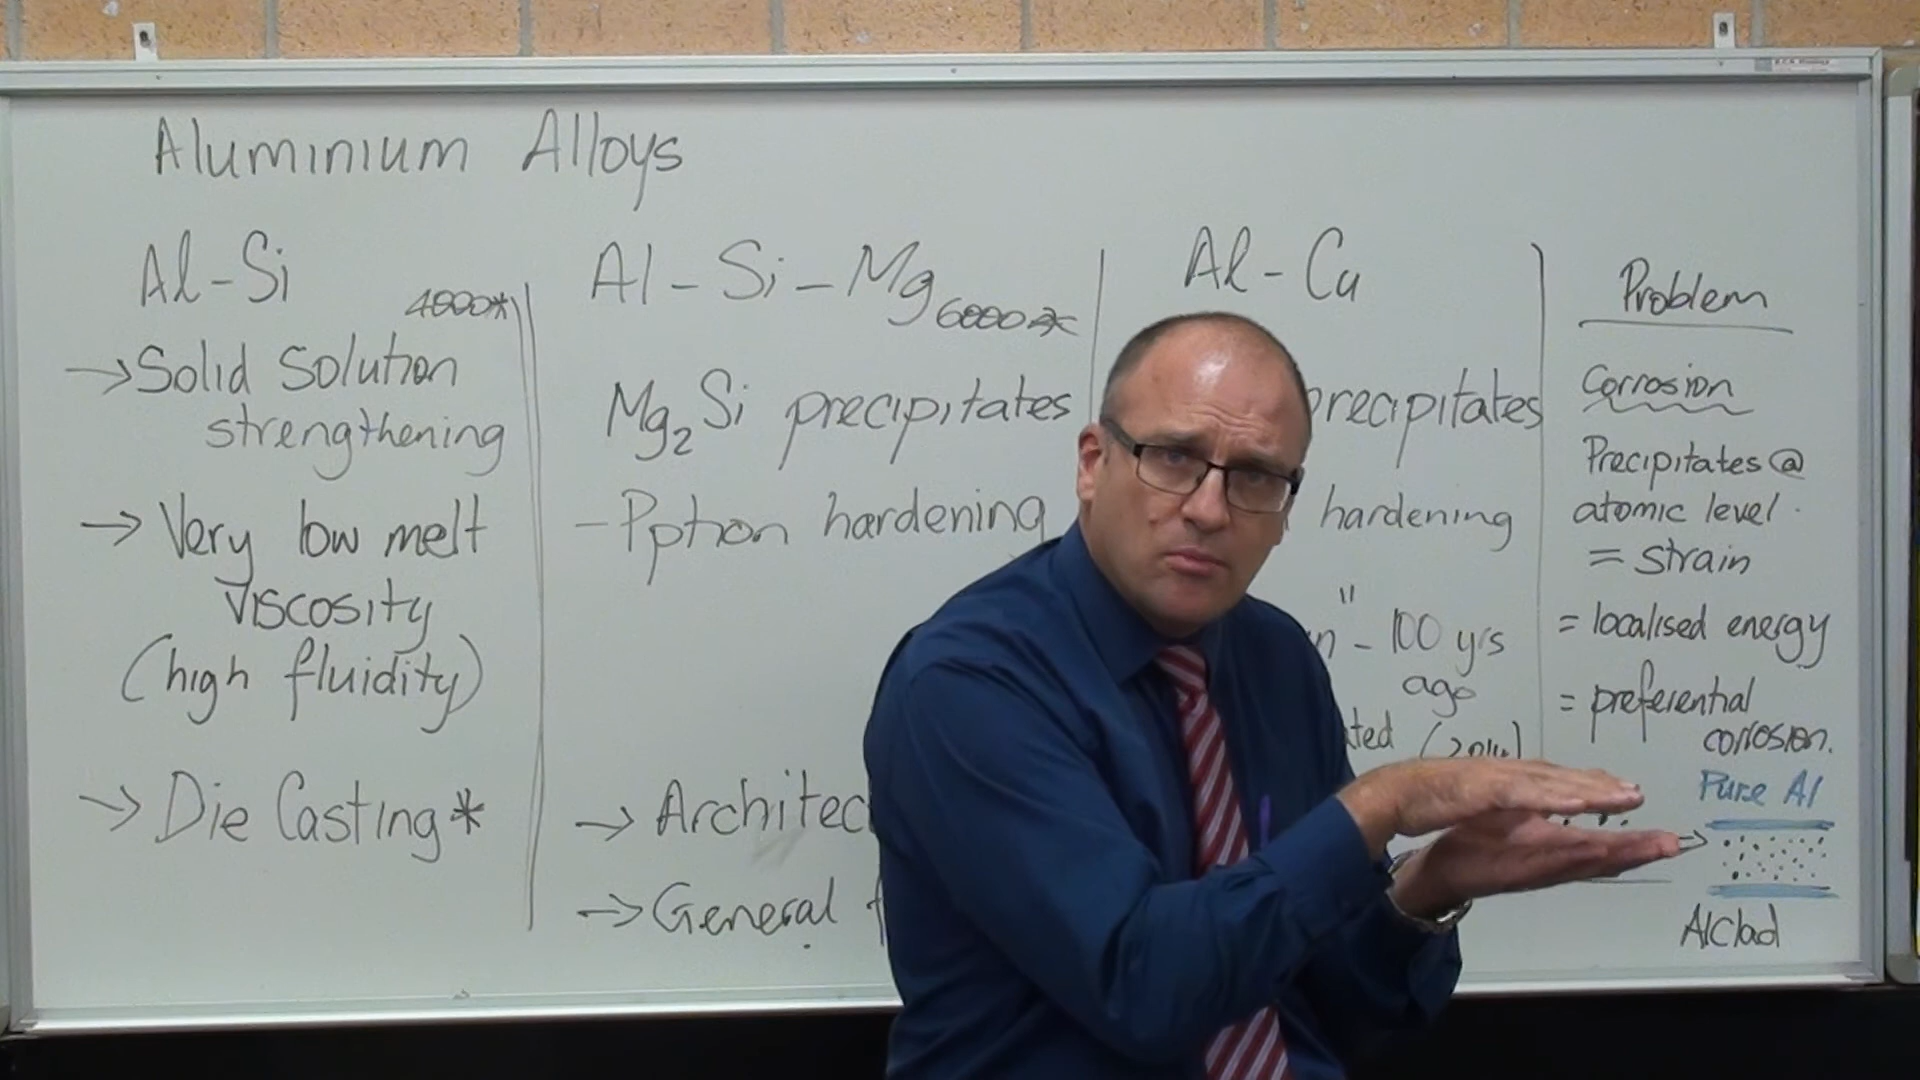 Aluminium Alloys
Al-Si
4000*
→ Solid Solution
strengthening
→ Very low melt
viscosity
(high fluidity)
→ Die Casting*
Al-Si-Mg
6000*
Mg2Si precipitates
- Pption hardening
→ Architec
→ General f
Al-Cu
precipitates
hardening
"
n - 100 yrs
ago
ted
Problem
Corrosion
Precipitates @
atomic level.
= strain
= localised energy
= preferential
corrosion.
Pure Al
→
AlClad